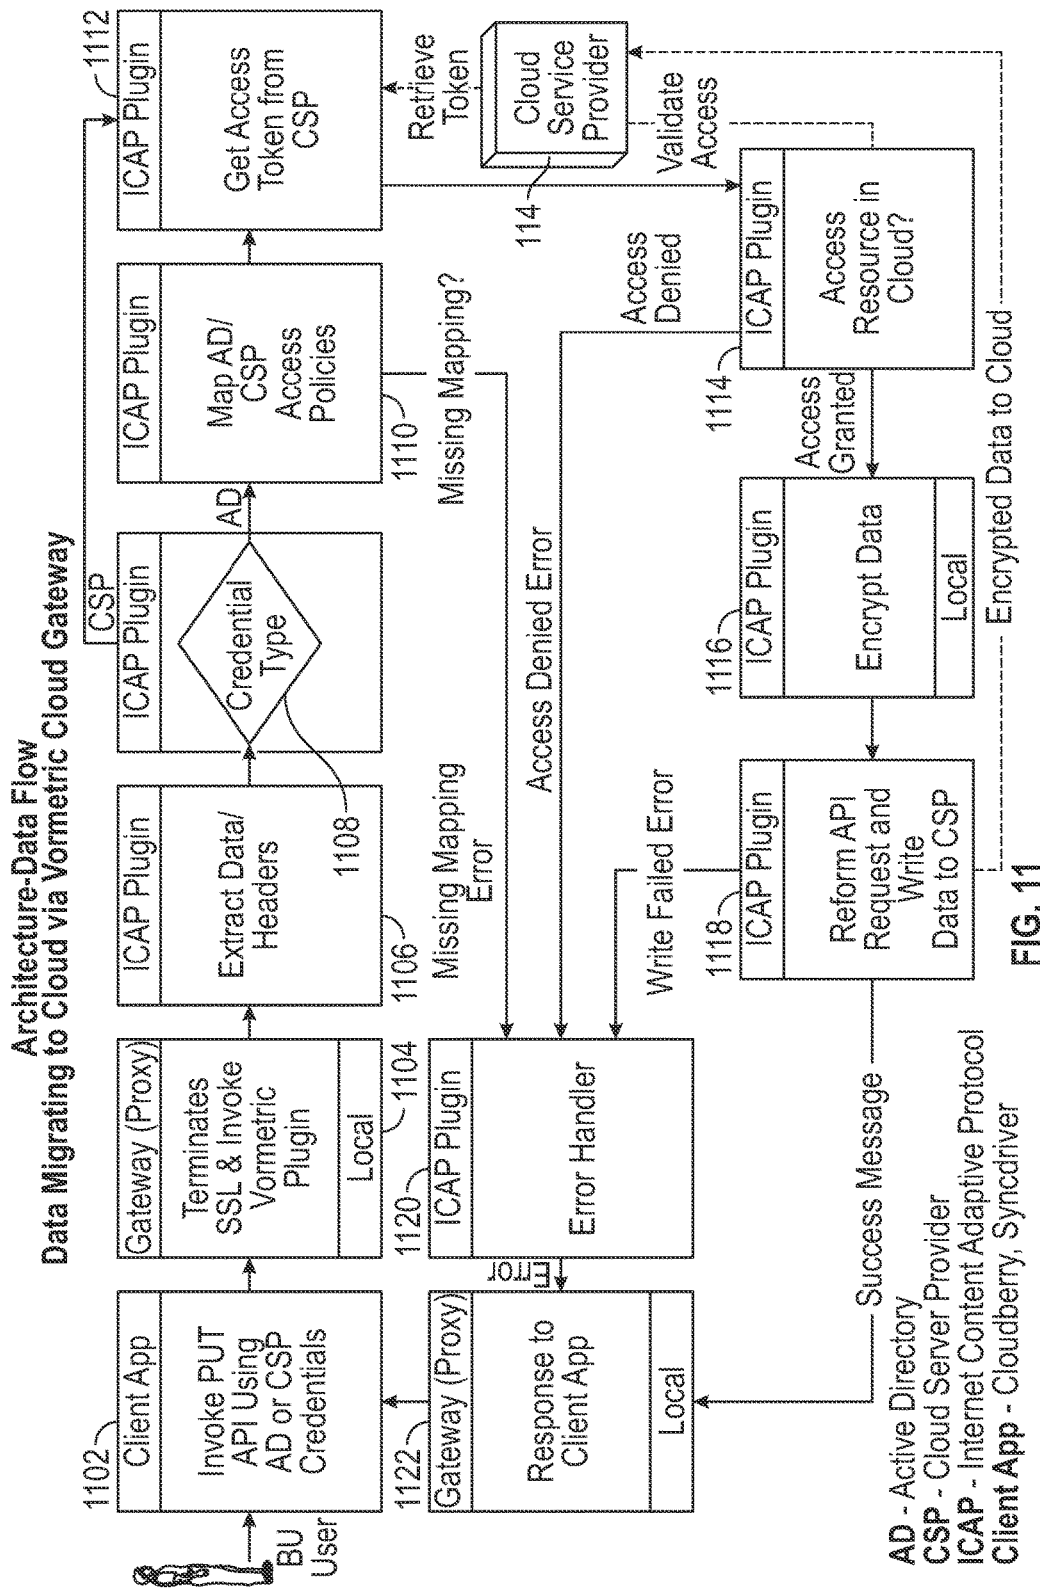 Architecture-Data Flow
Data Migrating to Cloud via Vormetric Cloud Gateway
BU
User
1102
Client App
Invoke PUT
API Using
AD or CSP
Credentials
Gateway (Proxy)
Terminates
SSL & Invoke
Vormetric
Plugin
Local
1104
ICAP Plugin
Extract Data/
Headers
1106
ICAP Plugin
Credential
Type
1108
CSP
AD
ICAP Plugin
Map AD/
CSP
Access
Policies
1110
1112
ICAP Plugin
Get Access
Token from
CSP
Missing Mapping?
Missing Mapping
Error
Retrieve
Token
Cloud
Service
Provider
114
Validate
Access
1114
ICAP Plugin
Access
Resource in
Cloud?
Access
Denied
Access Denied Error
Access
Granted
1116
ICAP Plugin
Encrypt Data
Local
1118
ICAP Plugin
Reform API
Request and
Write
Data to CSP
Write Failed Error
Encrypted Data to Cloud
1120
ICAP Plugin
Error Handler
Error
1122
Gateway (Proxy)
Response to
Client App
Local
Success Message
AD - Active Directory
CSP - Cloud Server Provider
ICAP - Internet Content Adaptive Protocol
Client App - Cloudberry, Syncdriver
FIG. 11